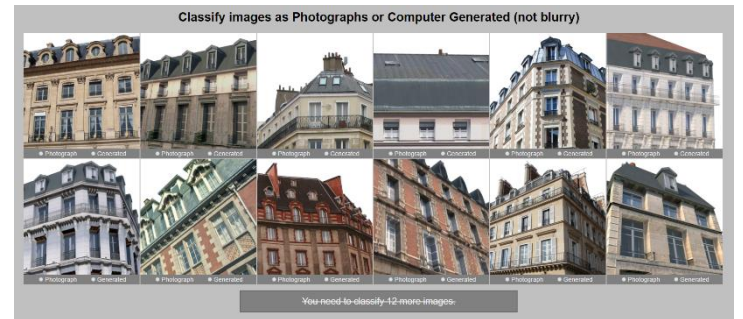 Classify images as Photographs or Computer Generated (not blurry)
Photograph Generated Photograph Generated Photograph Generated Photograph Generated Photograph Generated Photograph Generated
Photograph Generated Photograph Generated Photograph Generated Photograph Generated Photograph Generated Photograph Generated
You need to classify 12 more images.